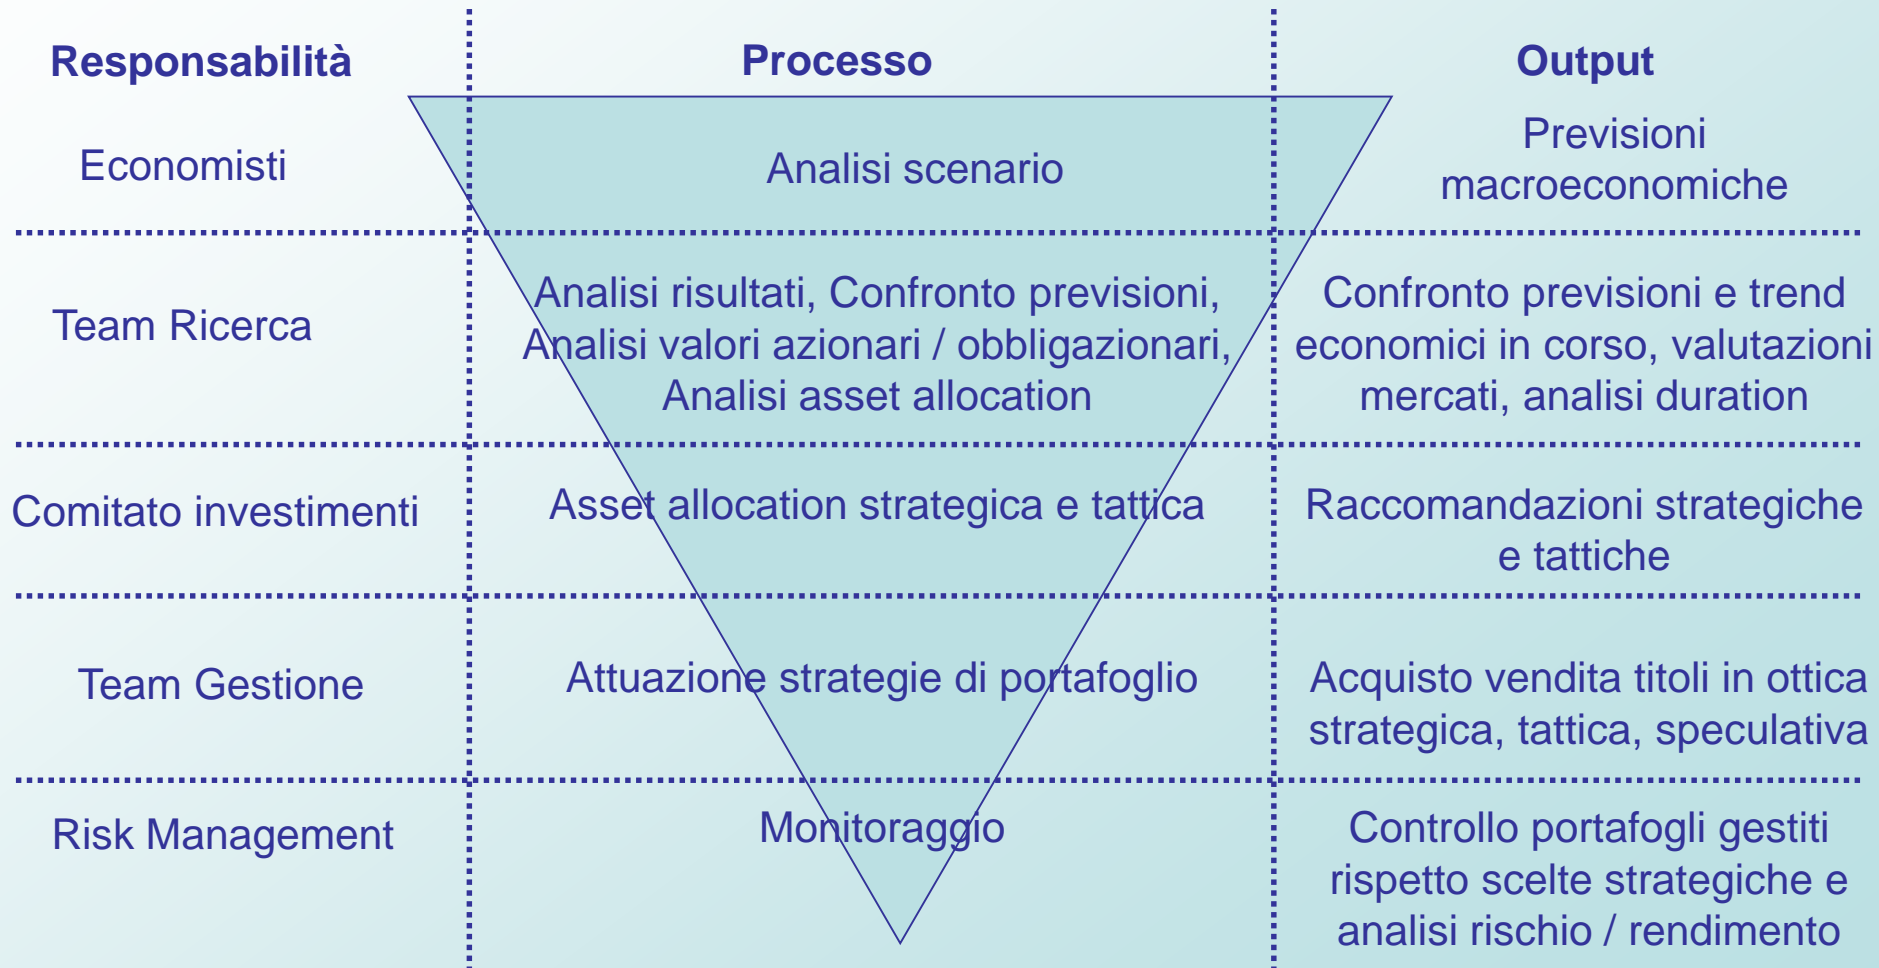 Responsabilità
Processo
Output
Economisti
Analisi scenario
Previsioni
macroeconomiche
Team Ricerca
Analisi risultati, Confronto previsioni,
Analisi valori azionari / obbligazionari,
Analisi asset allocation
Confronto previsioni e trend
economici in corso, valutazioni
mercati, analisi duration
Comitato investimenti
Asset allocation strategica e tattica
Raccomandazioni strategiche
e tattiche
Team Gestione
Attuazione strategie di portafoglio
Acquisto vendita titoli in ottica
strategica, tattica, speculativa
Risk Management
Monitoraggio
Controllo portafogli gestiti
rispetto scelte strategiche e
analisi rischio / rendimento